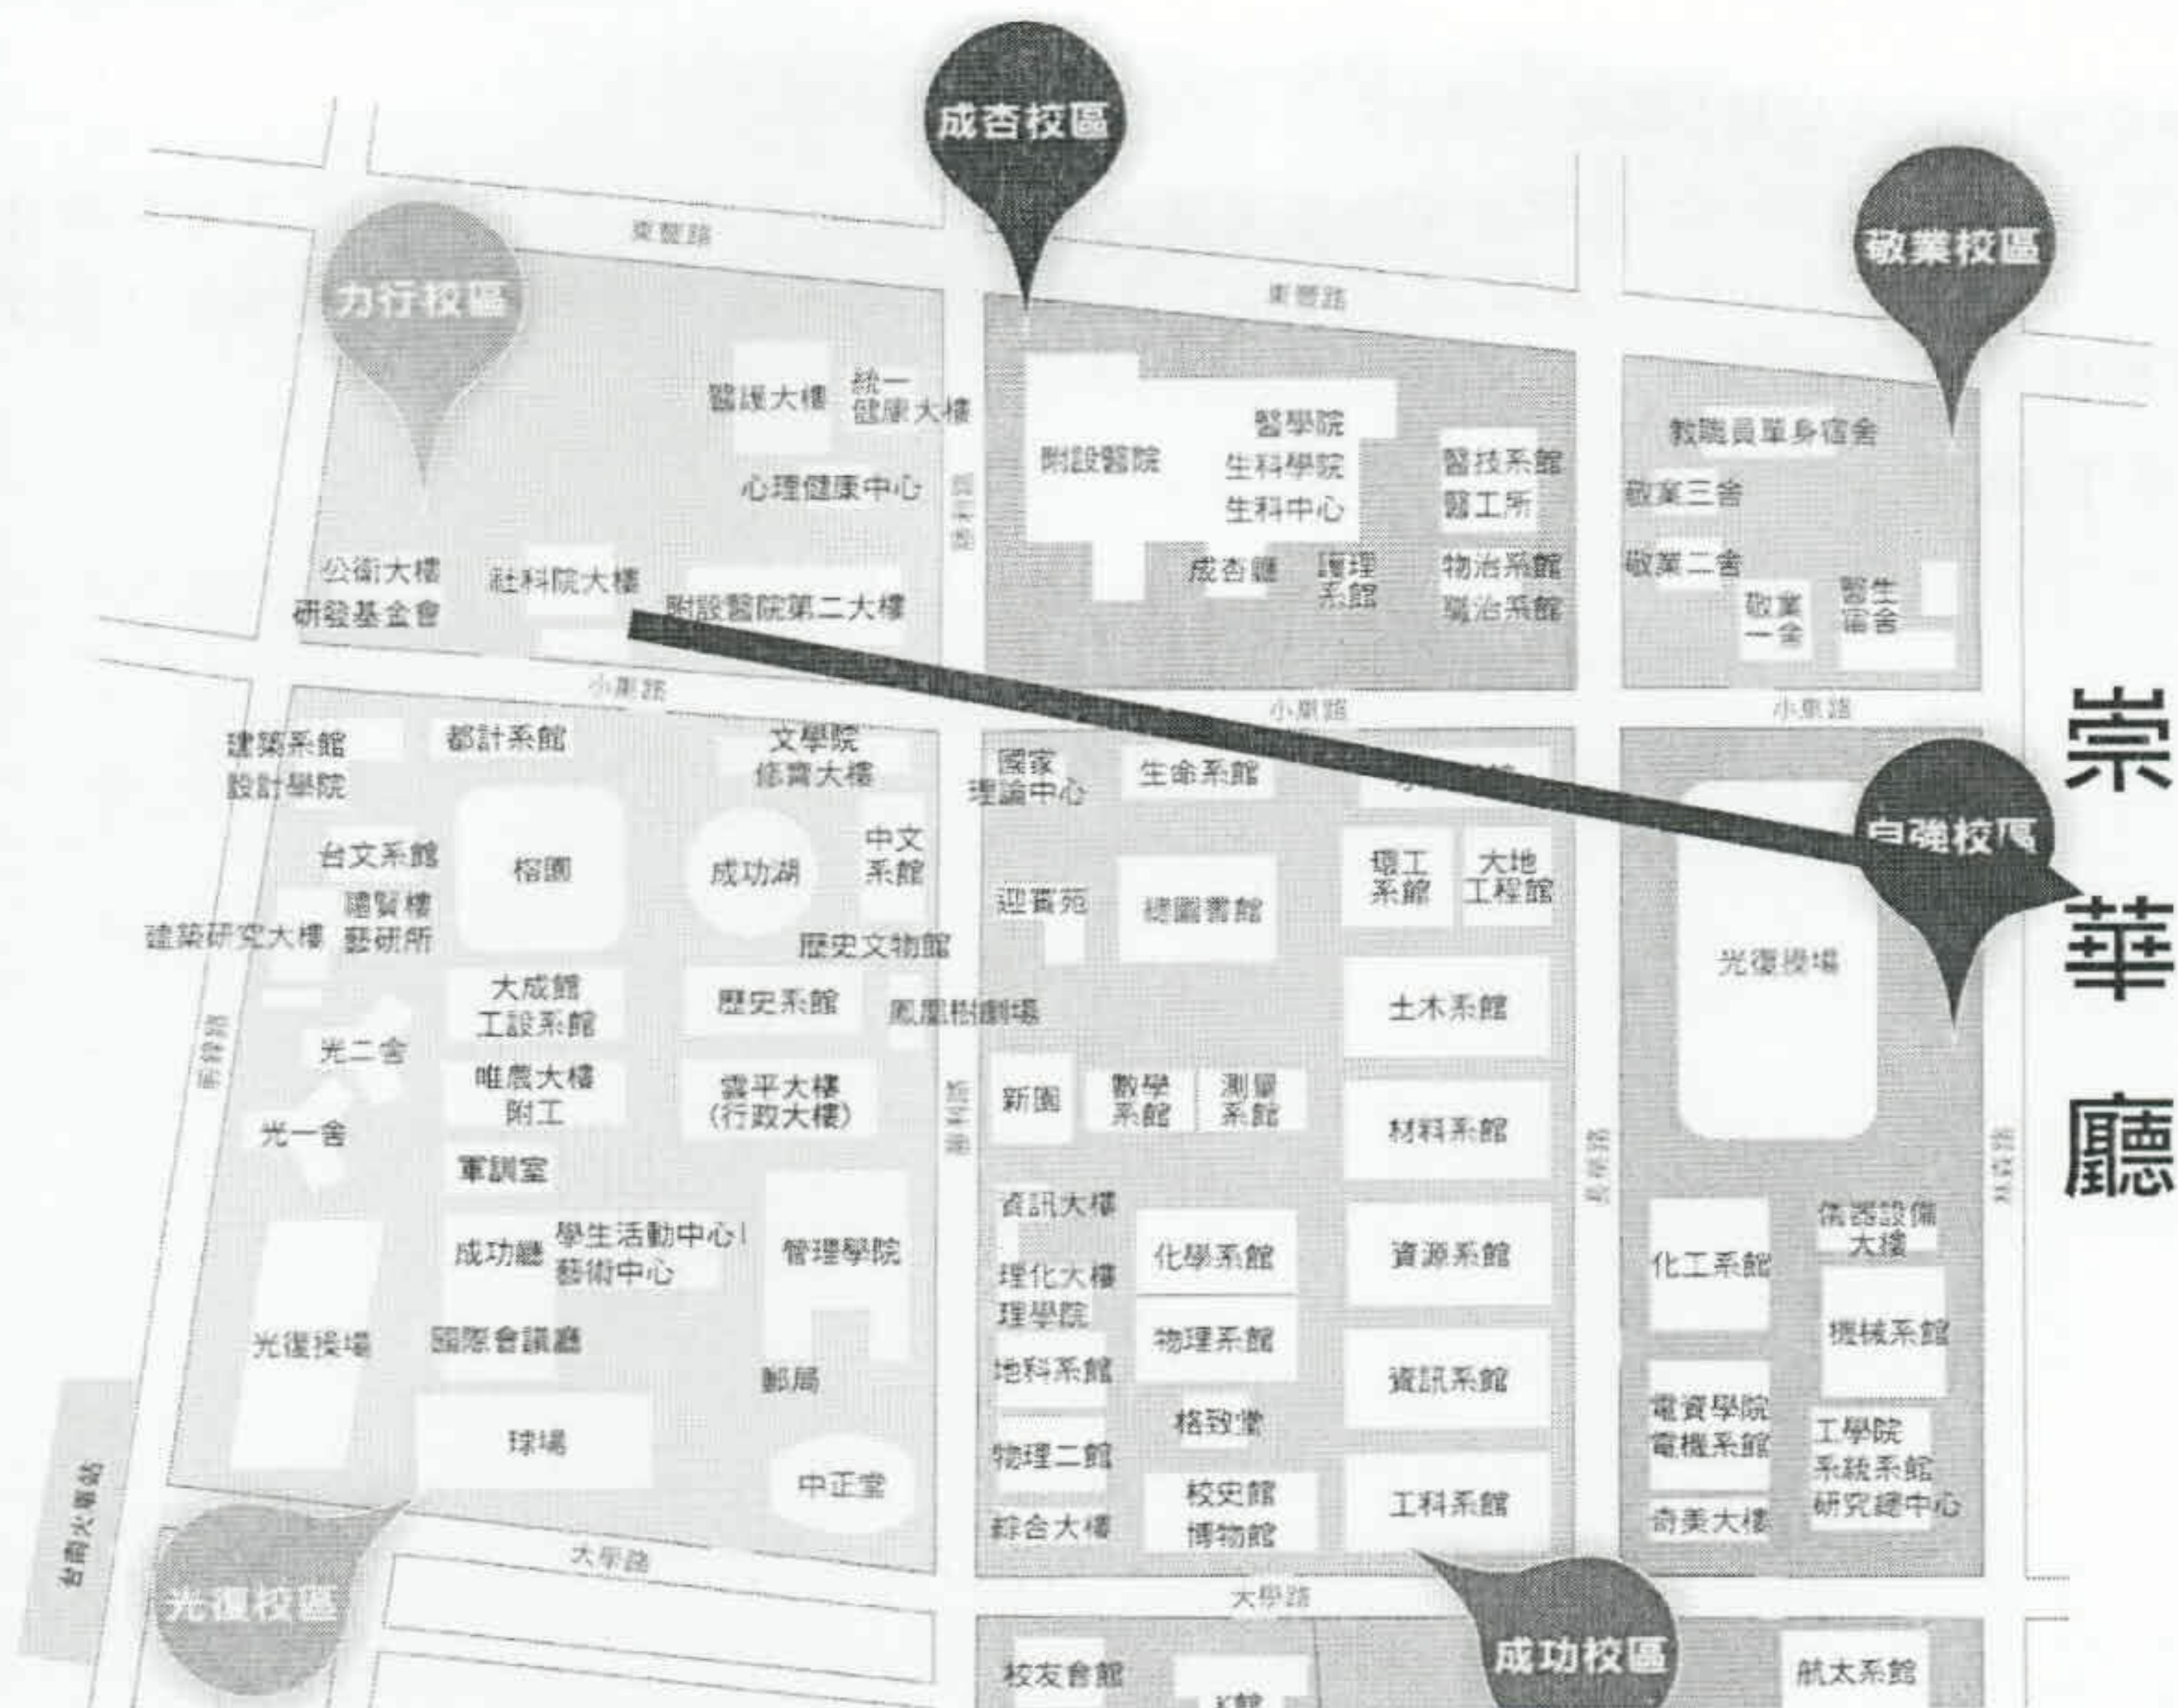 成杏校區
敬業校區
力行校區
東豐路
東豐路
醫護大樓
統一
健康大樓
心理健康中心
公衛大樓
研發基金會
社科院大樓
附設醫院第二大樓
附設醫院
醫學院
生科學院
生科中心
成杏廳
護理
系館
醫技系館
醫工所
物治系館
職治系館
教職員單身宿舍
敬業三舍
敬業二舍
敬業
一舍
醫生
宿舍
小東路
小東路
小東路
崇華廳
自強校區
建築系館
設計學院
都計系館
文學院
修齊大樓
台文系館
榕園
成功湖
中文
系館
建築研究大樓
藝研所
歷史文物館
大成館
工設系館
歷史系館
鳳凰樹劇場
光二舍
唯農大樓
附工
雲平大樓
(行政大樓)
光一舍
軍訓室
成功廳
學生活動中心
藝術中心
管理學院
光復操場
國際會議廳
郵局
球場
中正堂
台南火車站
光復校區
大學路
國家
理論中心
生命系館
迎賓苑
總圖書館
環工
系館
大地
工程館
土木系館
新園
數學
系館
測量
系館
材料系館
資訊大樓
理化大樓
理學院
化學系館
資源系館
地科系館
物理系館
資訊系館
格致堂
物理二館
校史館
博物館
工科系館
綜合大樓
大學路
成功校區
校友會館
長榮路
光復操場
林森路
化工系館
儀器設備
大樓
機械系館
電資學院
電機系館
工學院
系統系館
研究總中心
奇美大樓
航太系館